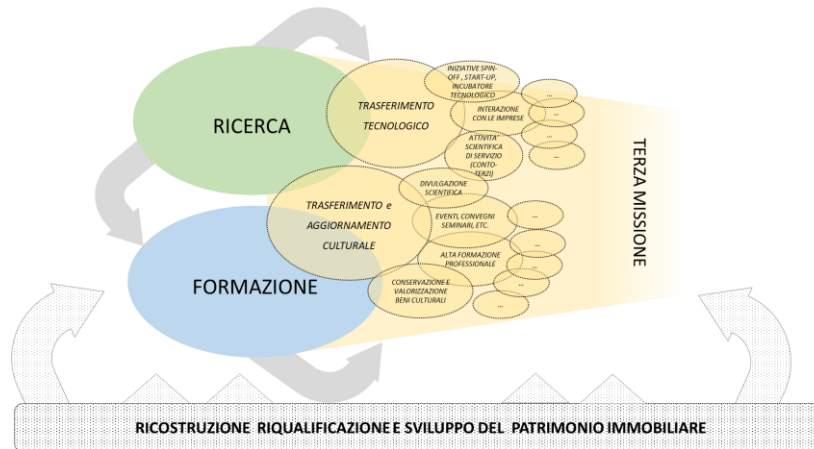 RICERCA
TRASFERIMENTO
TECNOLOGICO
INIZIATIVE SPIN-
OFF , START-UP,
INCUBATORE
TECNOLOGICO
INTERAZIONE
CON LE IMPRESE
ATTIVITA'
SCIENTIFICA
DI SERVIZIO
(CONTO-
TERZI)
...
...
...
...
TRASFERIMENTO e
AGGIORNAMENTO
CULTURALE
DIVULGAZIONE
SCIENTIFICA
EVENTI, CONVEGNI
SEMINARI, ETC.
ALTA FORMAZIONE
PROFESSIONALE
CONSERVAZIONE E
VALORIZZAZIONE
BENI CULTURALI
...
...
...
...
...
FORMAZIONE
TERZA MISSIONE
RICOSTRUZIONE RIQUALIFICAZIONE E SVILUPPO DEL PATRIMONIO IMMOBILIARE